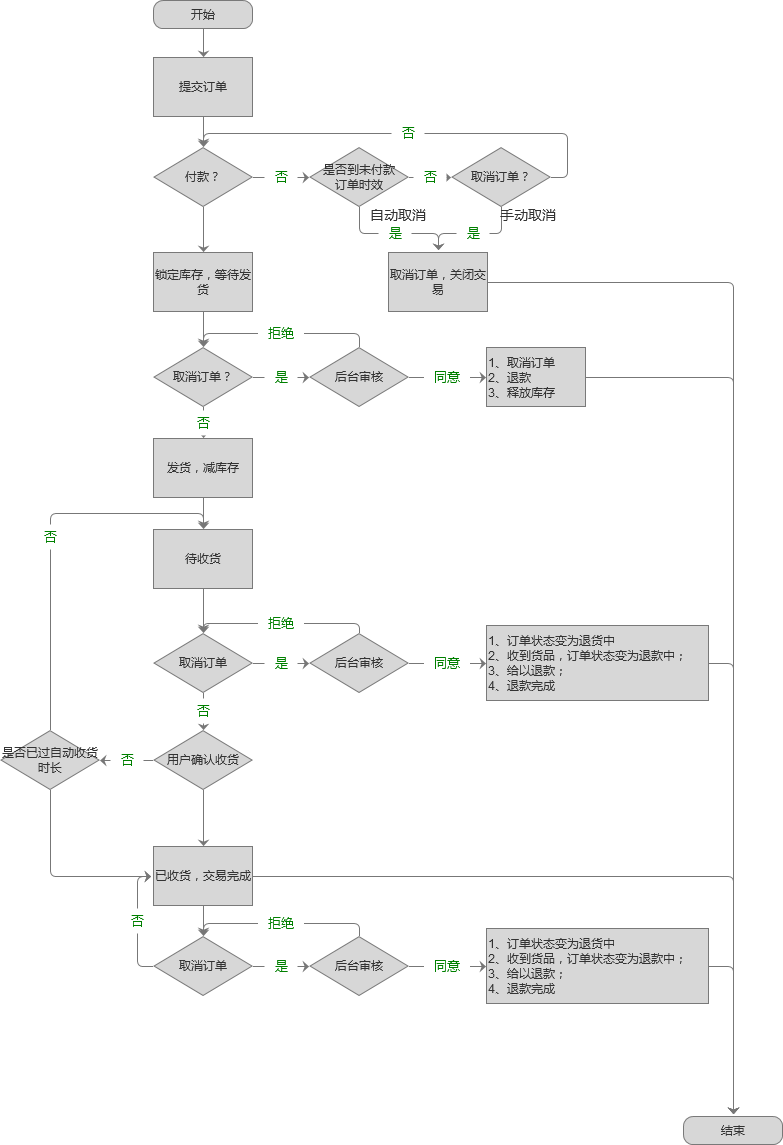 开始
提交订单
否
付款？
否
是否到未付款
订单时效
否
取消订单？
自动取消
手动取消
是
是
锁定库存，等待发
货
取消订单，关闭交
易
拒绝
取消订单？
是
后台审核
同意
1、取消订单
2、退款
3、释放库存
否
发货，减库存
否
待收货
拒绝
取消订单
是
后台审核
同意
1、订单状态变为退货中
2、收到货品，订单状态变为退款中；
3、给以退款；
4、退款完成
否
是否已过自动收货
时长
否
用户确认收货
已收货，交易完成
否
拒绝
取消订单
是
后台审核
同意
1、订单状态变为退货中
2、收到货品，订单状态变为退款中；
3、给以退款；
4、退款完成
结束